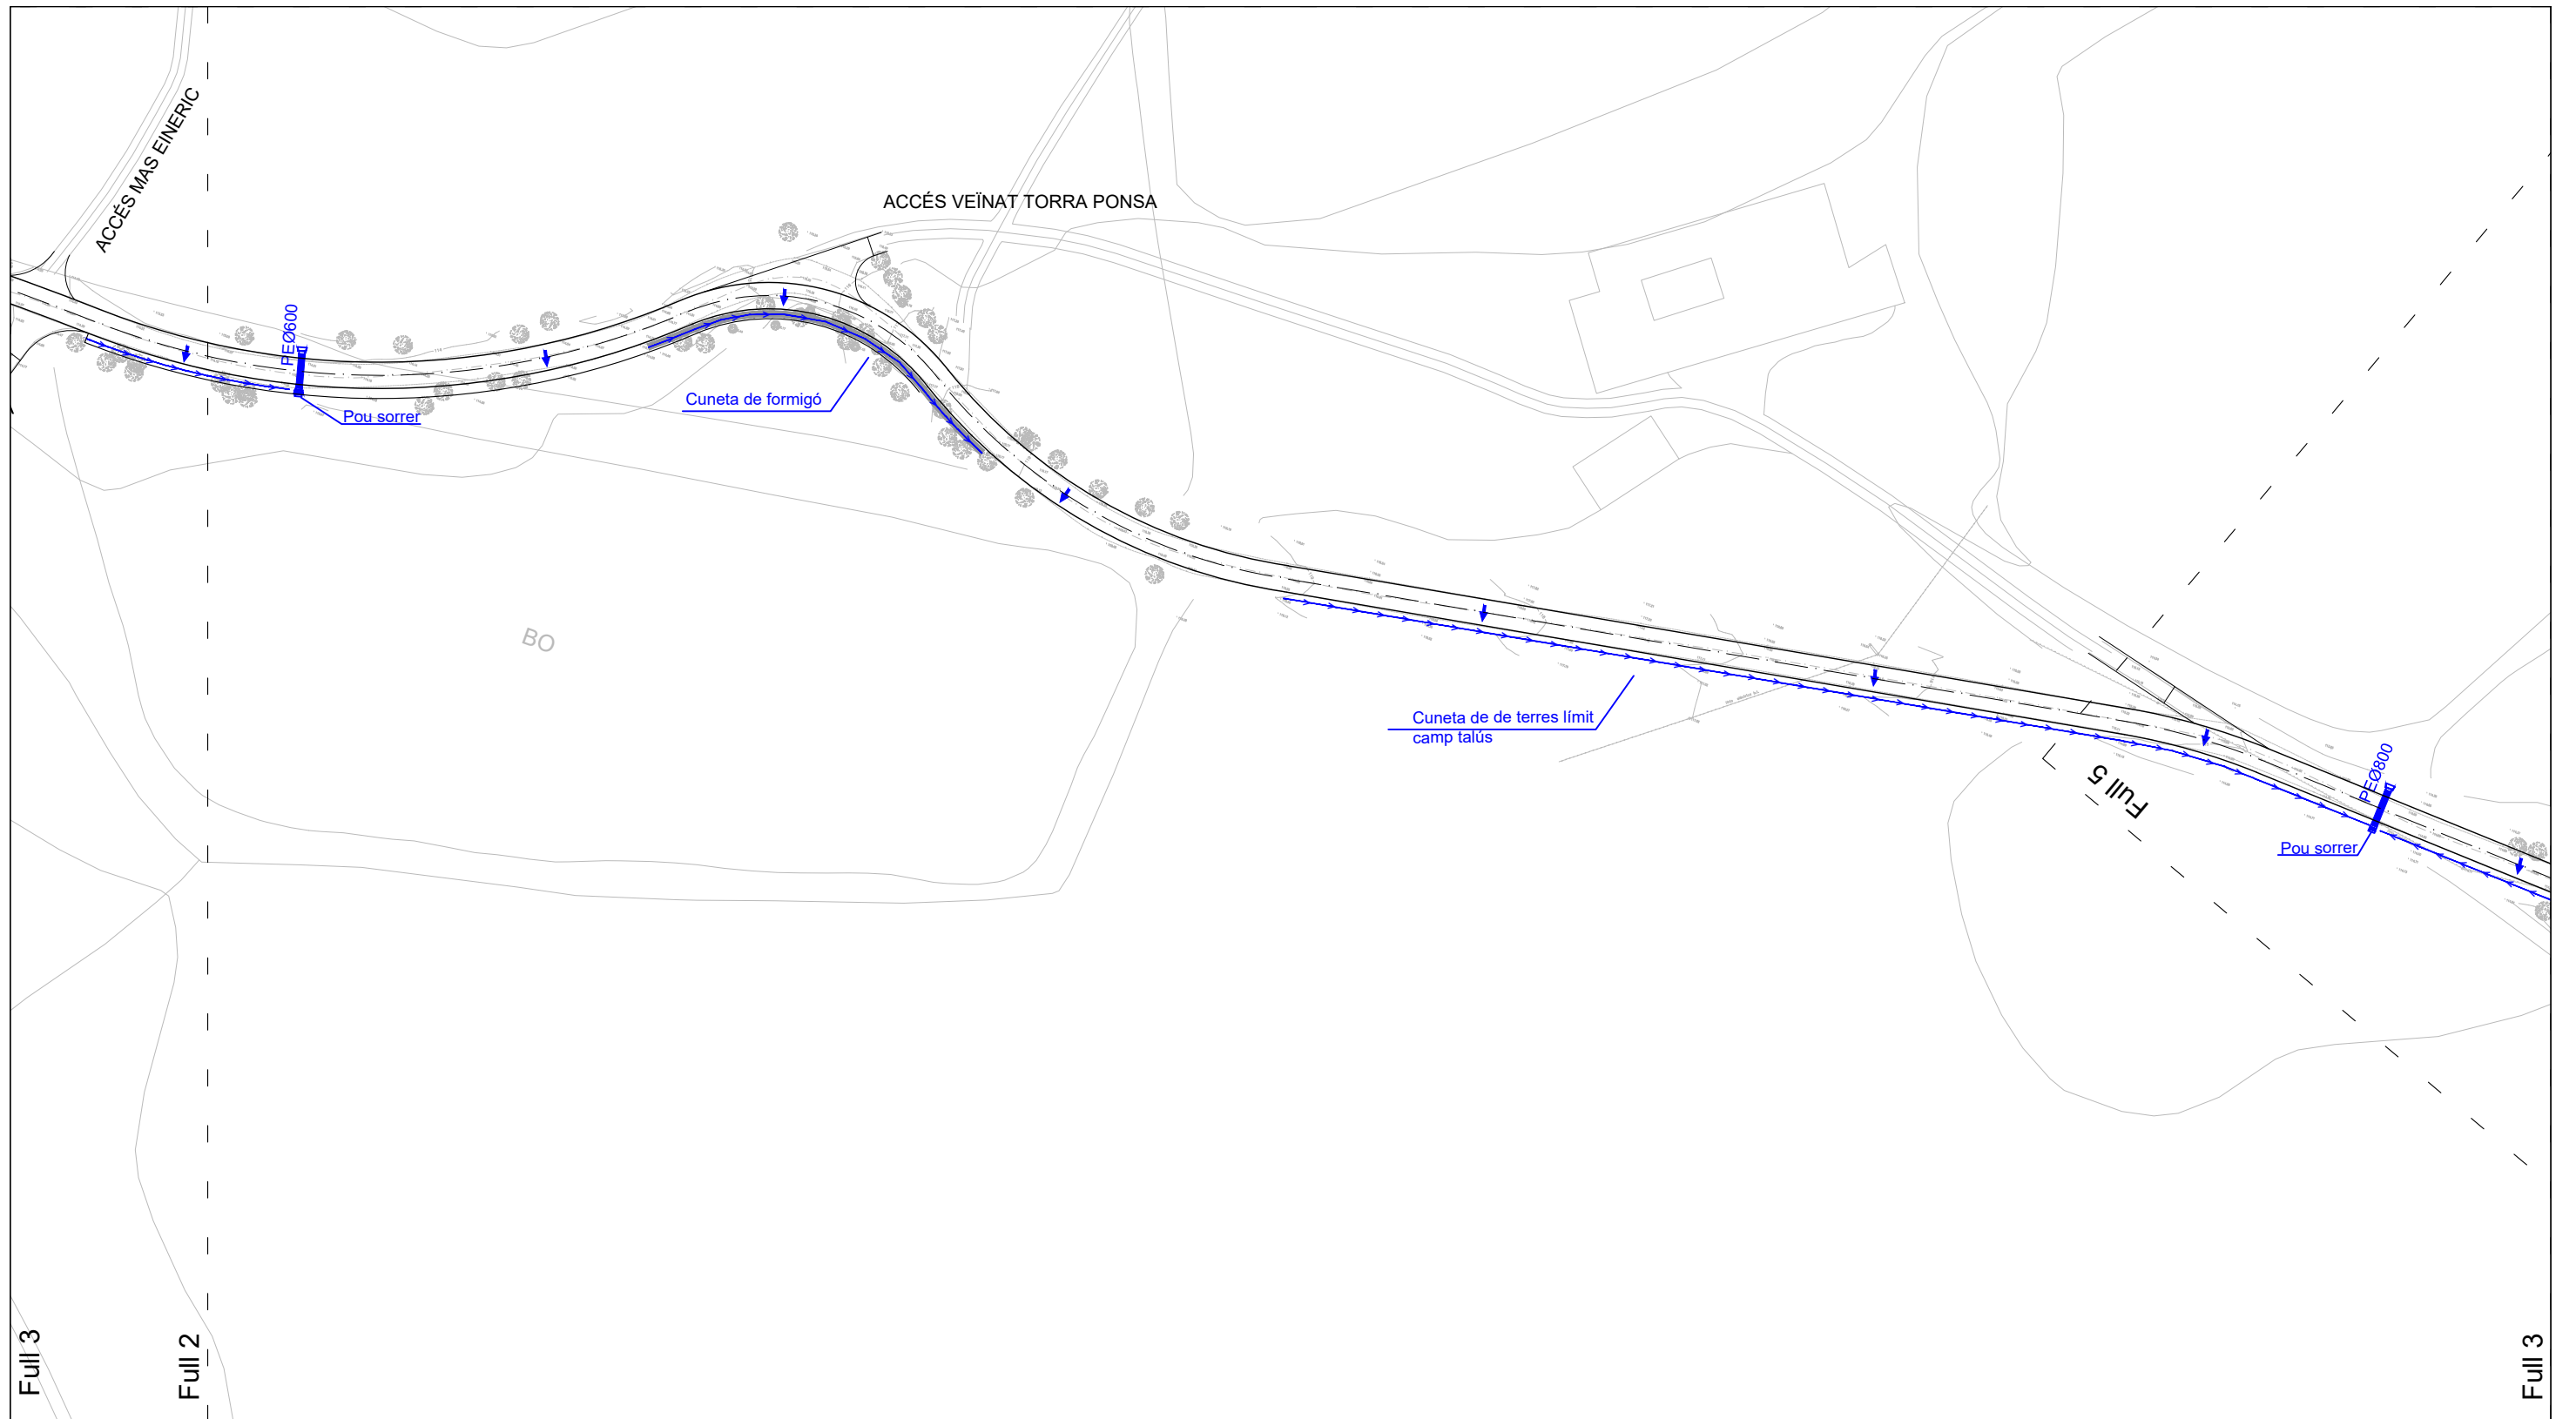 ACCÉS MAS EINERIC
ACCÉS VEÏNAT TORRA PONSA
PEØ600
Pou sorrer
Cuneta de formigó
BO
Cuneta de de terres límit
camp talús
Full 5
PEØ800
Pou sorrer
Full 3
Full 2
Full 3